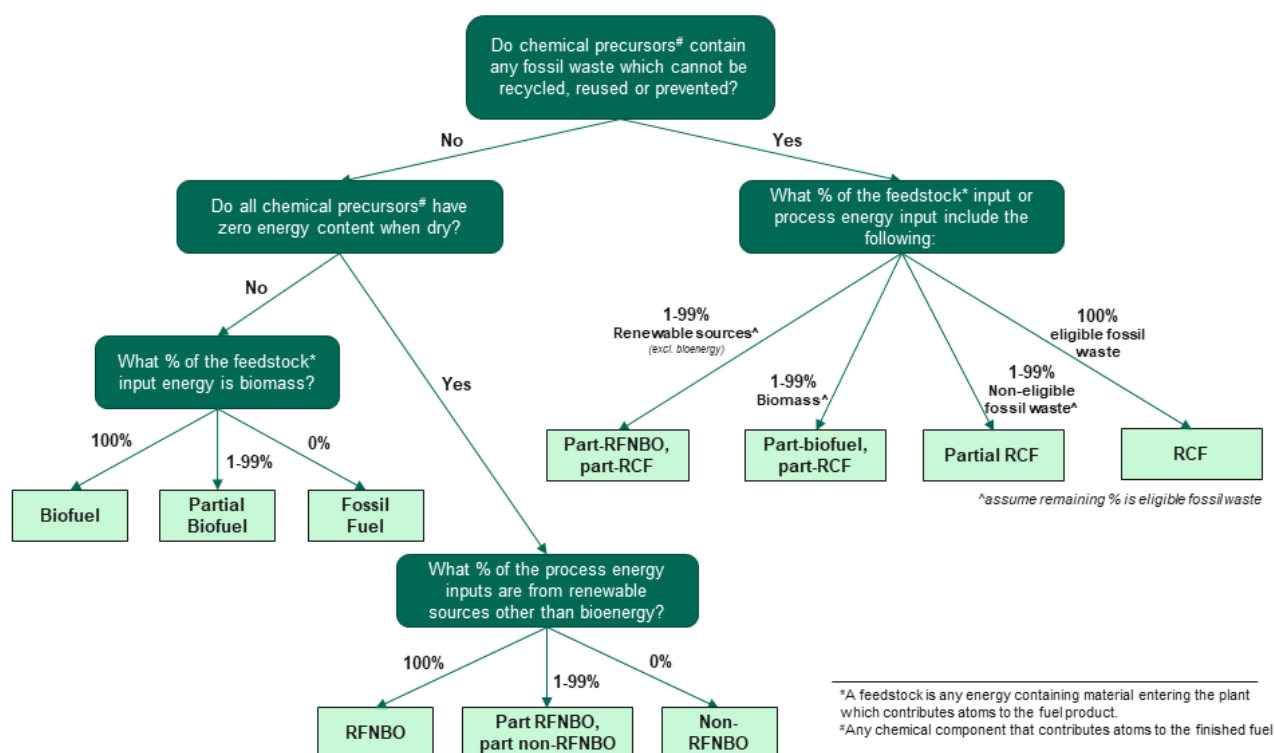 Do chemical precursors# contain
any fossil waste which cannot be
recycled, reused or prevented?
No
Yes
Do all chemical precursors# have
zero energy content when dry?
What % of the feedstock* input or
process energy input include the
following:
No
Yes
1-99%
Renewable sources^
(excl. bioenergy)
1-99%
Biomass^
1-99%
Non-eligible
fossil waste^
100%
eligible fossil
waste
What % of the feedstock*
input energy is biomass?
100%
1-99%
0%
Part-RFNBO,
part-RCF
Part-biofuel,
part-RCF
Partial RCF
RCF
^assume remaining % is eligible fossil waste
Biofuel
Partial
Biofuel
Fossil
Fuel
What % of the process energy
inputs are from renewable
sources other than bioenergy?
100%
1-99%
0%
RFNBO
Part RFNBO,
part non-RFNBO
Non-
RFNBO
*A feedstock is any energy containing material entering the plant
which contributes atoms to the fuel product.
#Any chemical component that contributes atoms to the finished fuel